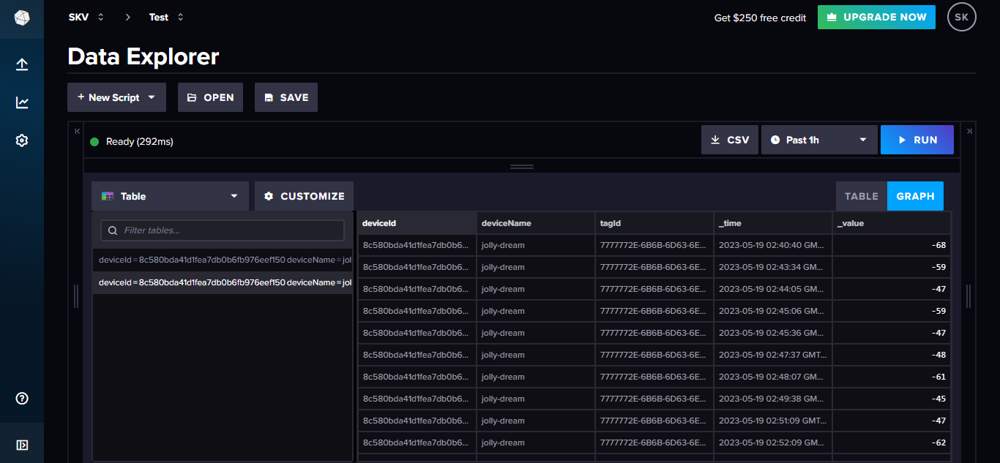 SKV Test Get $250 free credit UPGRADE NOW SK
Data Explorer
+ New Script OPEN SAVE
Ready (292ms) CSV Past 1h RUN
Table CUSTOMIZE TABLE GRAPH
Filter tables...
deviceId = 8c580bda41d1fea7db0b6fb976eef150 deviceName = jol
deviceId = 8c580bda41d1fea7db0b6fb976eef150 deviceName = jol
deviceId deviceName tagId _time _value
8c580bda41d1fea7db0b6... jolly-dream 7777772E-6B6B-6D63-6E... 2023-05-19 02:40:40 GM... -68
8c580bda41d1fea7db0b6... jolly-dream 7777772E-6B6B-6D63-6E... 2023-05-19 02:43:34 GM... -59
8c580bda41d1fea7db0b6... jolly-dream 7777772E-6B6B-6D63-6E... 2023-05-19 02:44:05 GM... -47
8c580bda41d1fea7db0b6... jolly-dream 7777772E-6B6B-6D63-6E... 2023-05-19 02:45:06 GM... -59
8c580bda41d1fea7db0b6... jolly-dream 7777772E-6B6B-6D63-6E... 2023-05-19 02:45:36 GM... -47
8c580bda41d1fea7db0b6... jolly-dream 7777772E-6B6B-6D63-6E... 2023-05-19 02:47:37 GMT... -48
8c580bda41d1fea7db0b6... jolly-dream 7777772E-6B6B-6D63-6E... 2023-05-19 02:48:07 GM... -61
8c580bda41d1fea7db0b6... jolly-dream 7777772E-6B6B-6D63-6E... 2023-05-19 02:49:38 GM... -45
8c580bda41d1fea7db0b6... jolly-dream 7777772E-6B6B-6D63-6E... 2023-05-19 02:51:09 GMT... -47
8c580bda41d1fea7db0b6... jolly-dream 7777772E-6B6B-6D63-6E... 2023-05-19 02:52:09 GM... -62